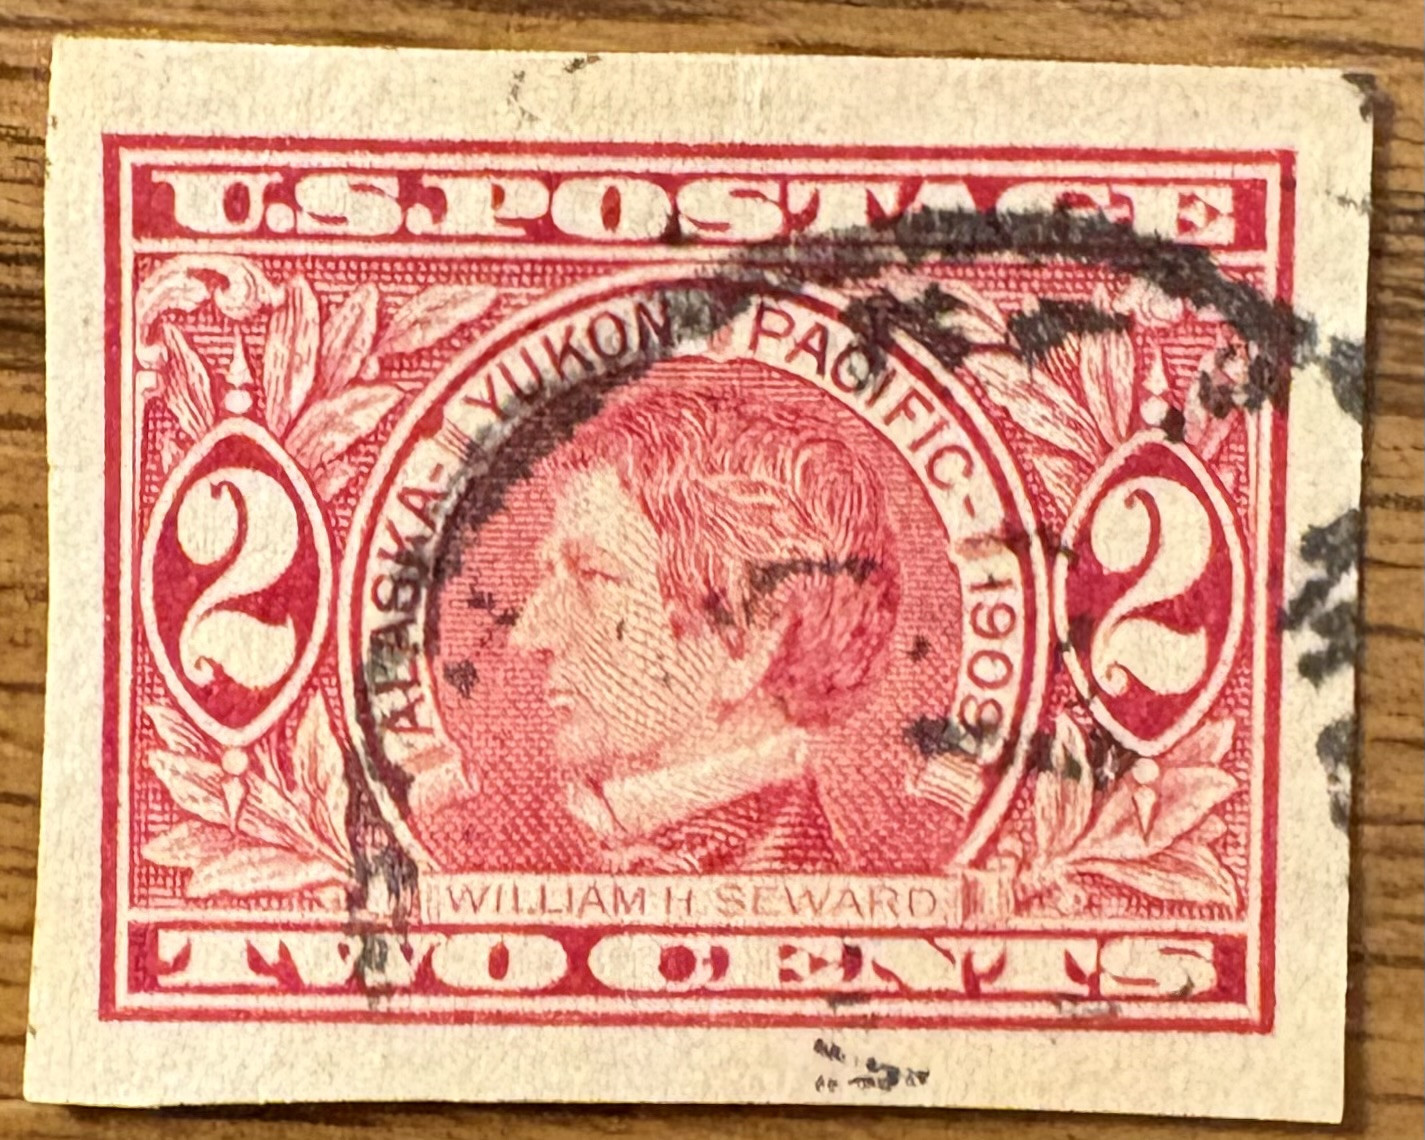 U.S. POSTAGE
ALASKA-YUKON PACIFIC-1909
2
2
WILLIAM H. SEWARD
TWO CENTS